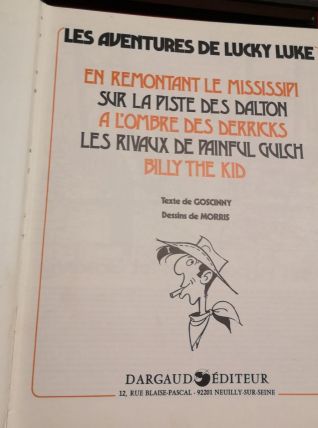 LES AVENTURES DE LUCKY LUKE
EN REMONTANT LE MISSISSIPI
SUR LA PISTE DES DALTON
A L'OMBRE DES DERRICKS
LES RIVAUX DE PAINFUL GULCH
BILLY THE KID
Texte de GOSCINNY
Dessins de MORRIS
DARGAUD ÉDITEUR
12, RUE BLAISE-PASCAL - 92201 NEUILLY-SUR-SEINE